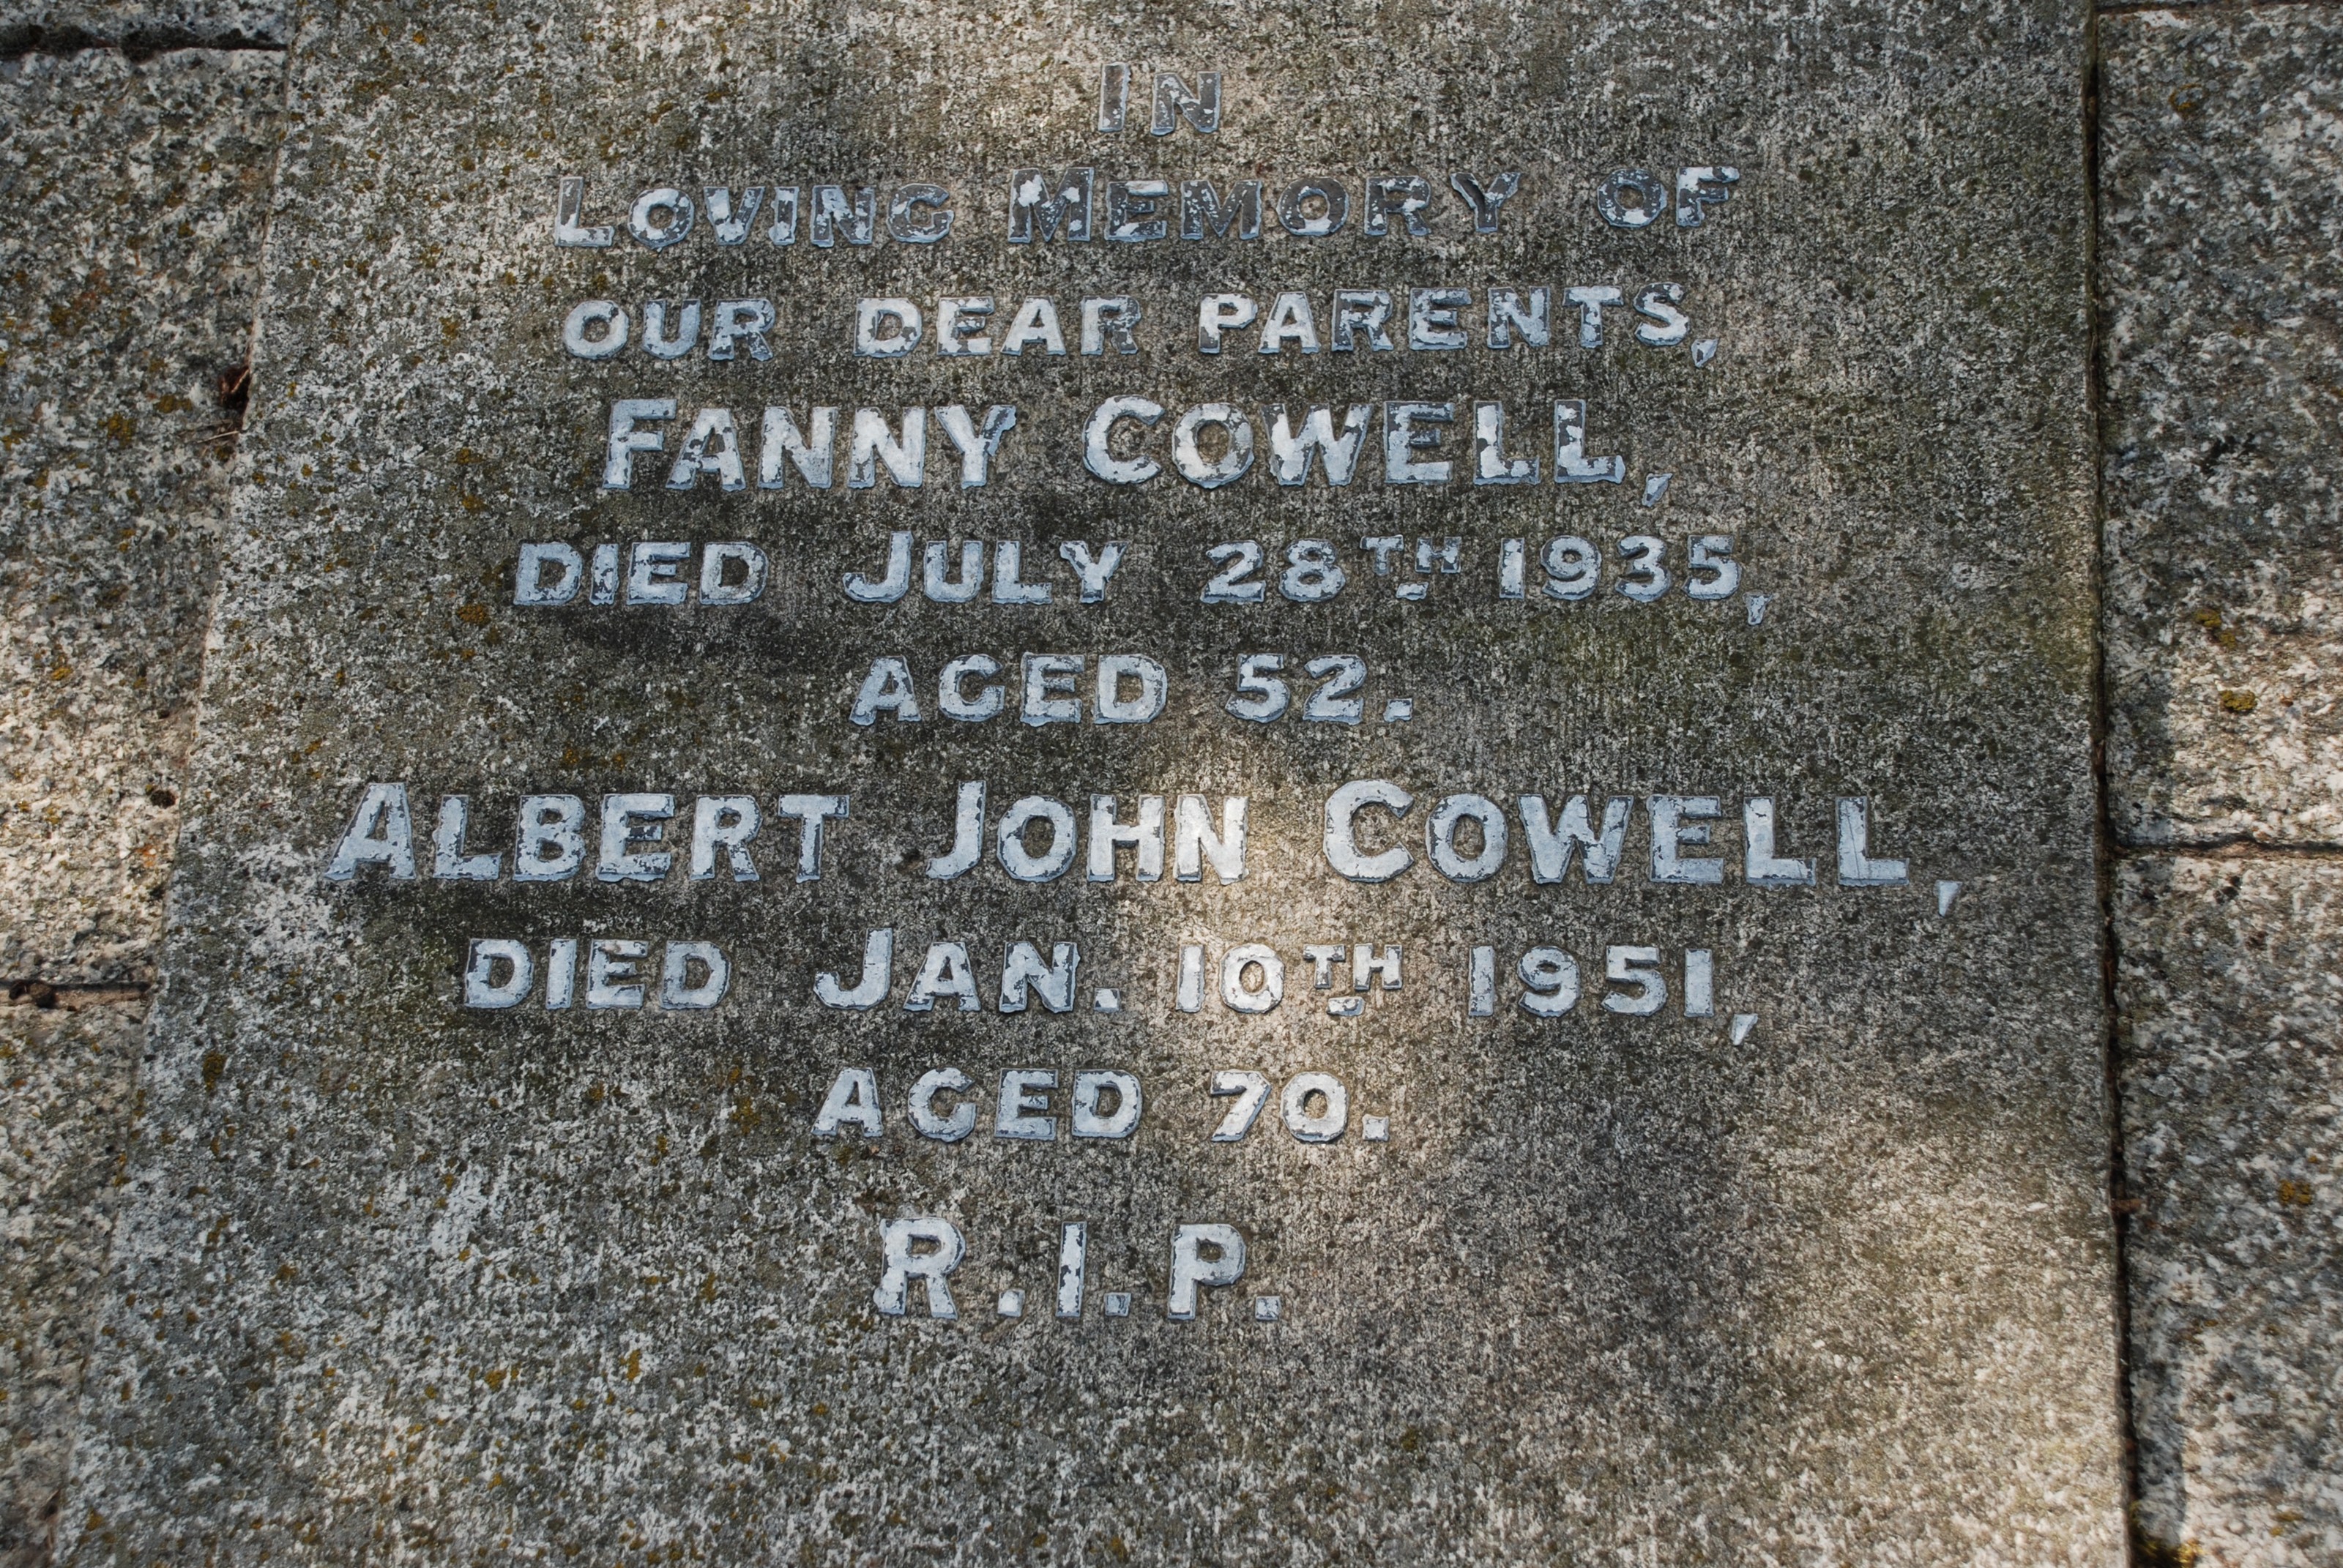 IN
LOVING MEMORY OF
OUR DEAR PARENTS,
FANNY COWELL,
DIED JULY 28TH 1935,
AGED 52.
ALBERT JOHN COWELL,
DIED JAN. 10TH 1951,
AGED 70.
R.I.P.